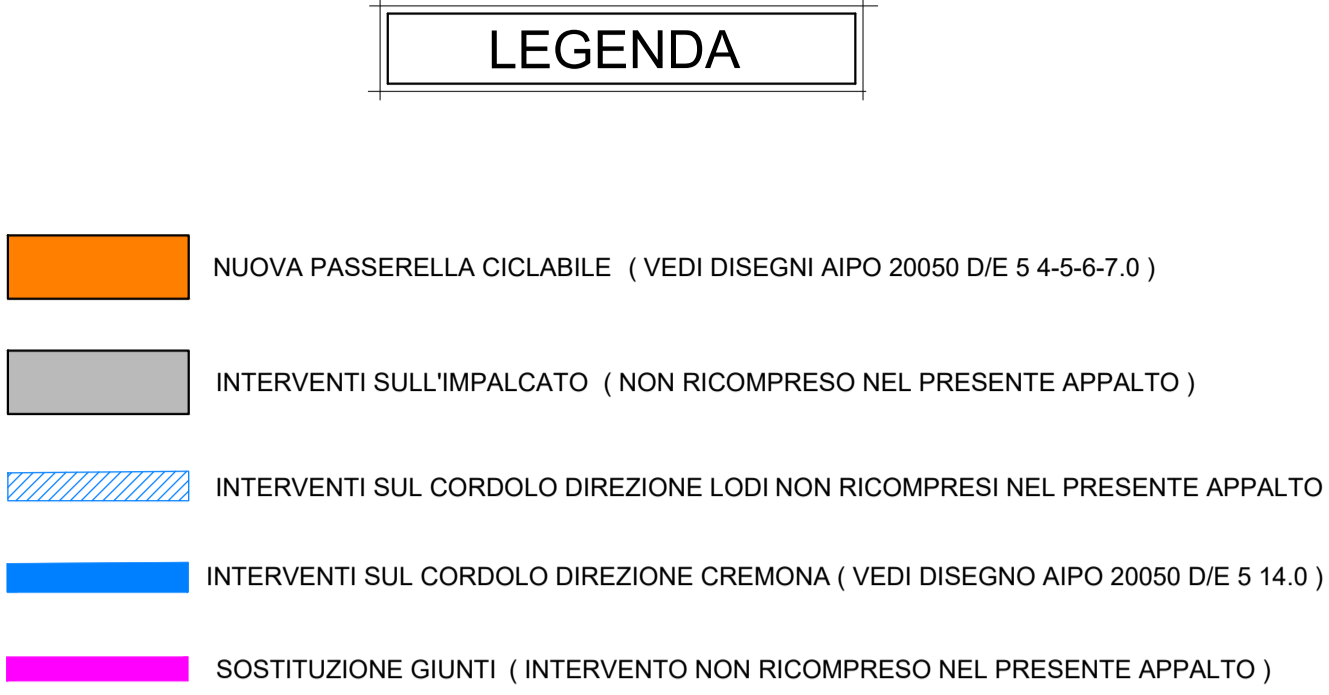 LEGENDA
NUOVA PASSERELLA CICLABILE ( VEDI DISEGNI AIPO 20050 D/E 5 4-5-6-7.0 )
INTERVENTI SULL'IMPALCATO ( NON RICOMPRESO NEL PRESENTE APPALTO )
INTERVENTI SUL CORDOLO DIREZIONE LODI NON RICOMPRESI NEL PRESENTE APPALTO
INTERVENTI SUL CORDOLO DIREZIONE CREMONA ( VEDI DISEGNO AIPO 20050 D/E 5 14.0 )
SOSTITUZIONE GIUNTI ( INTERVENTO NON RICOMPRESO NEL PRESENTE APPALTO )